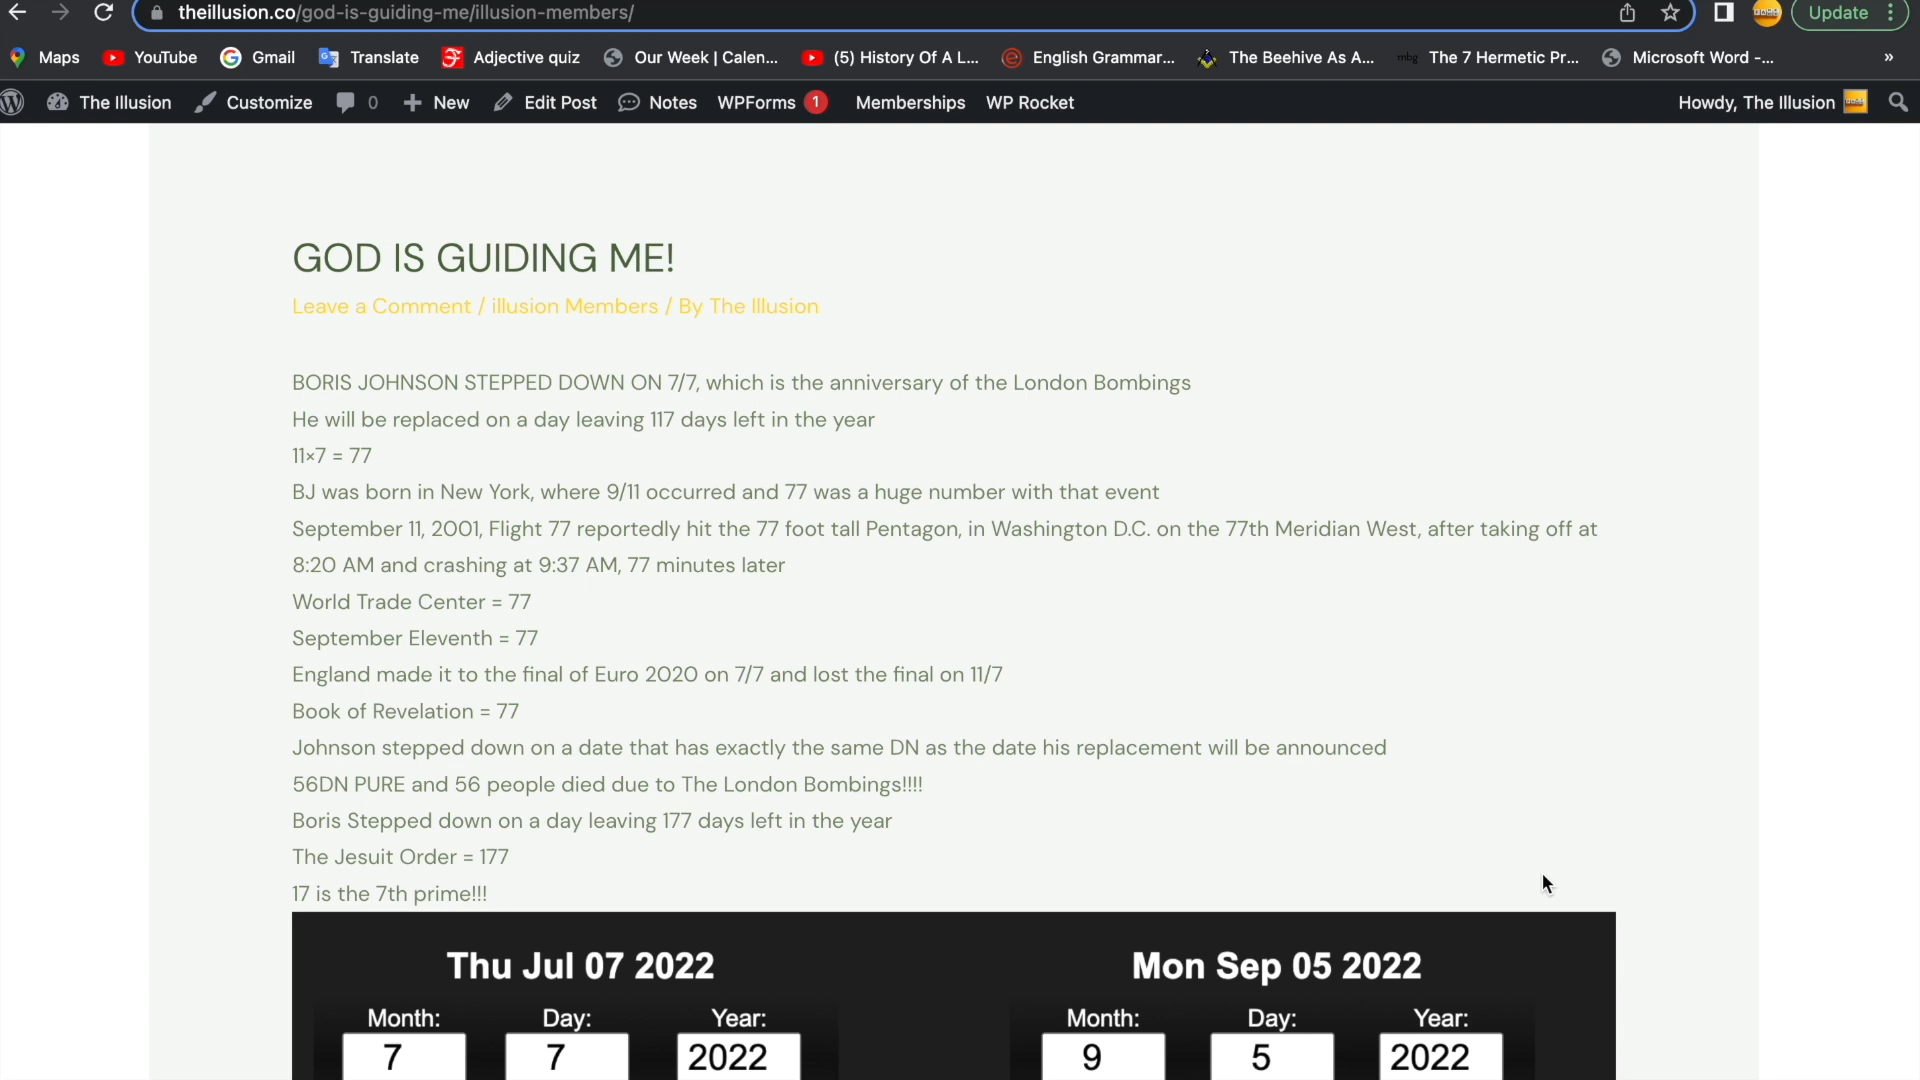 theillusion.co/god-is-guiding-me/illusion-members/
Update
Maps YouTube Gmail Translate Adjective quiz Our Week | Calen... (5) History Of A L... English Grammar... The Beehive As A... mbg The 7 Hermetic Pr... Microsoft Word -... »
The Illusion Customize 0 New Edit Post Notes WPForms 1 Memberships WP Rocket Howdy, The Illusion
GOD IS GUIDING ME!
Leave a Comment / illusion Members / By The Illusion
BORIS JOHNSON STEPPED DOWN ON 7/7, which is the anniversary of the London Bombings
He will be replaced on a day leaving 117 days left in the year
11×7 = 77
BJ was born in New York, where 9/11 occurred and 77 was a huge number with that event
September 11, 2001, Flight 77 reportedly hit the 77 foot tall Pentagon, in Washington D.C. on the 77th Meridian West, after taking off at
8:20 AM and crashing at 9:37 AM, 77 minutes later
World Trade Center = 77
September Eleventh = 77
England made it to the final of Euro 2020 on 7/7 and lost the final on 11/7
Book of Revelation = 77
Johnson stepped down on a date that has exactly the same DN as the date his replacement will be announced
56DN PURE and 56 people died due to The London Bombings!!!!
Boris Stepped down on a day leaving 177 days left in the year
The Jesuit Order = 177
17 is the 7th prime!!!
Thu Jul 07 2022 Mon Sep 05 2022
Month: Day: Year: Month: Day: Year:
7 7 2022 9 5 2022